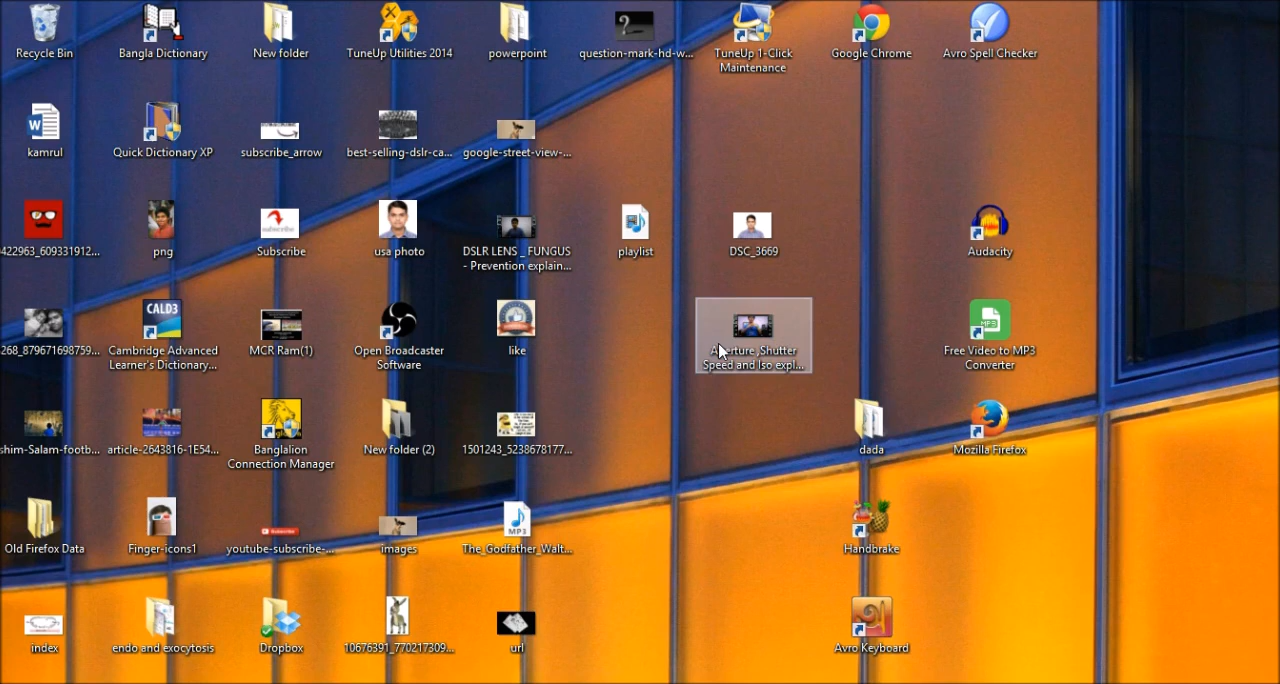 Recycle Bin
Bangla Dictionary
New folder
TuneUp Utilities 2014
powerpoint
question-mark-hd-w...
TuneUp 1-Click
Maintenance
Google Chrome
Avro Spell Checker
kamrul
Quick Dictionary XP
subscribe_arrow
best-selling-dslr-ca...
google-street-view-...
422963_609331912...
png
Subscribe
usa photo
DSLR LENS _ FUNGUS
- Prevention explain...
playlist
DSC_3669
Audacity
268_879671698759...
CALD3
Cambridge Advanced
Learner's Dictionary...
MCR Ram(1)
Open Broadcaster
Software
like
Aperture ,Shutter
Speed and Iso expl...
MP3
Free Video to MP3
Converter
shim-Salam-footb...
article-2643816-1E54...
Banglalion
Connection Manager
New folder (2)
1501243_5238678177...
dada
Mozilla Firefox
Old Firefox Data
Finger-icons1
youtube-subscribe-...
images
MP3
The_Godfather_Walt...
Handbrake
index
endo and exocytosis
Dropbox
10676391_770217309...
url
Avro Keyboard